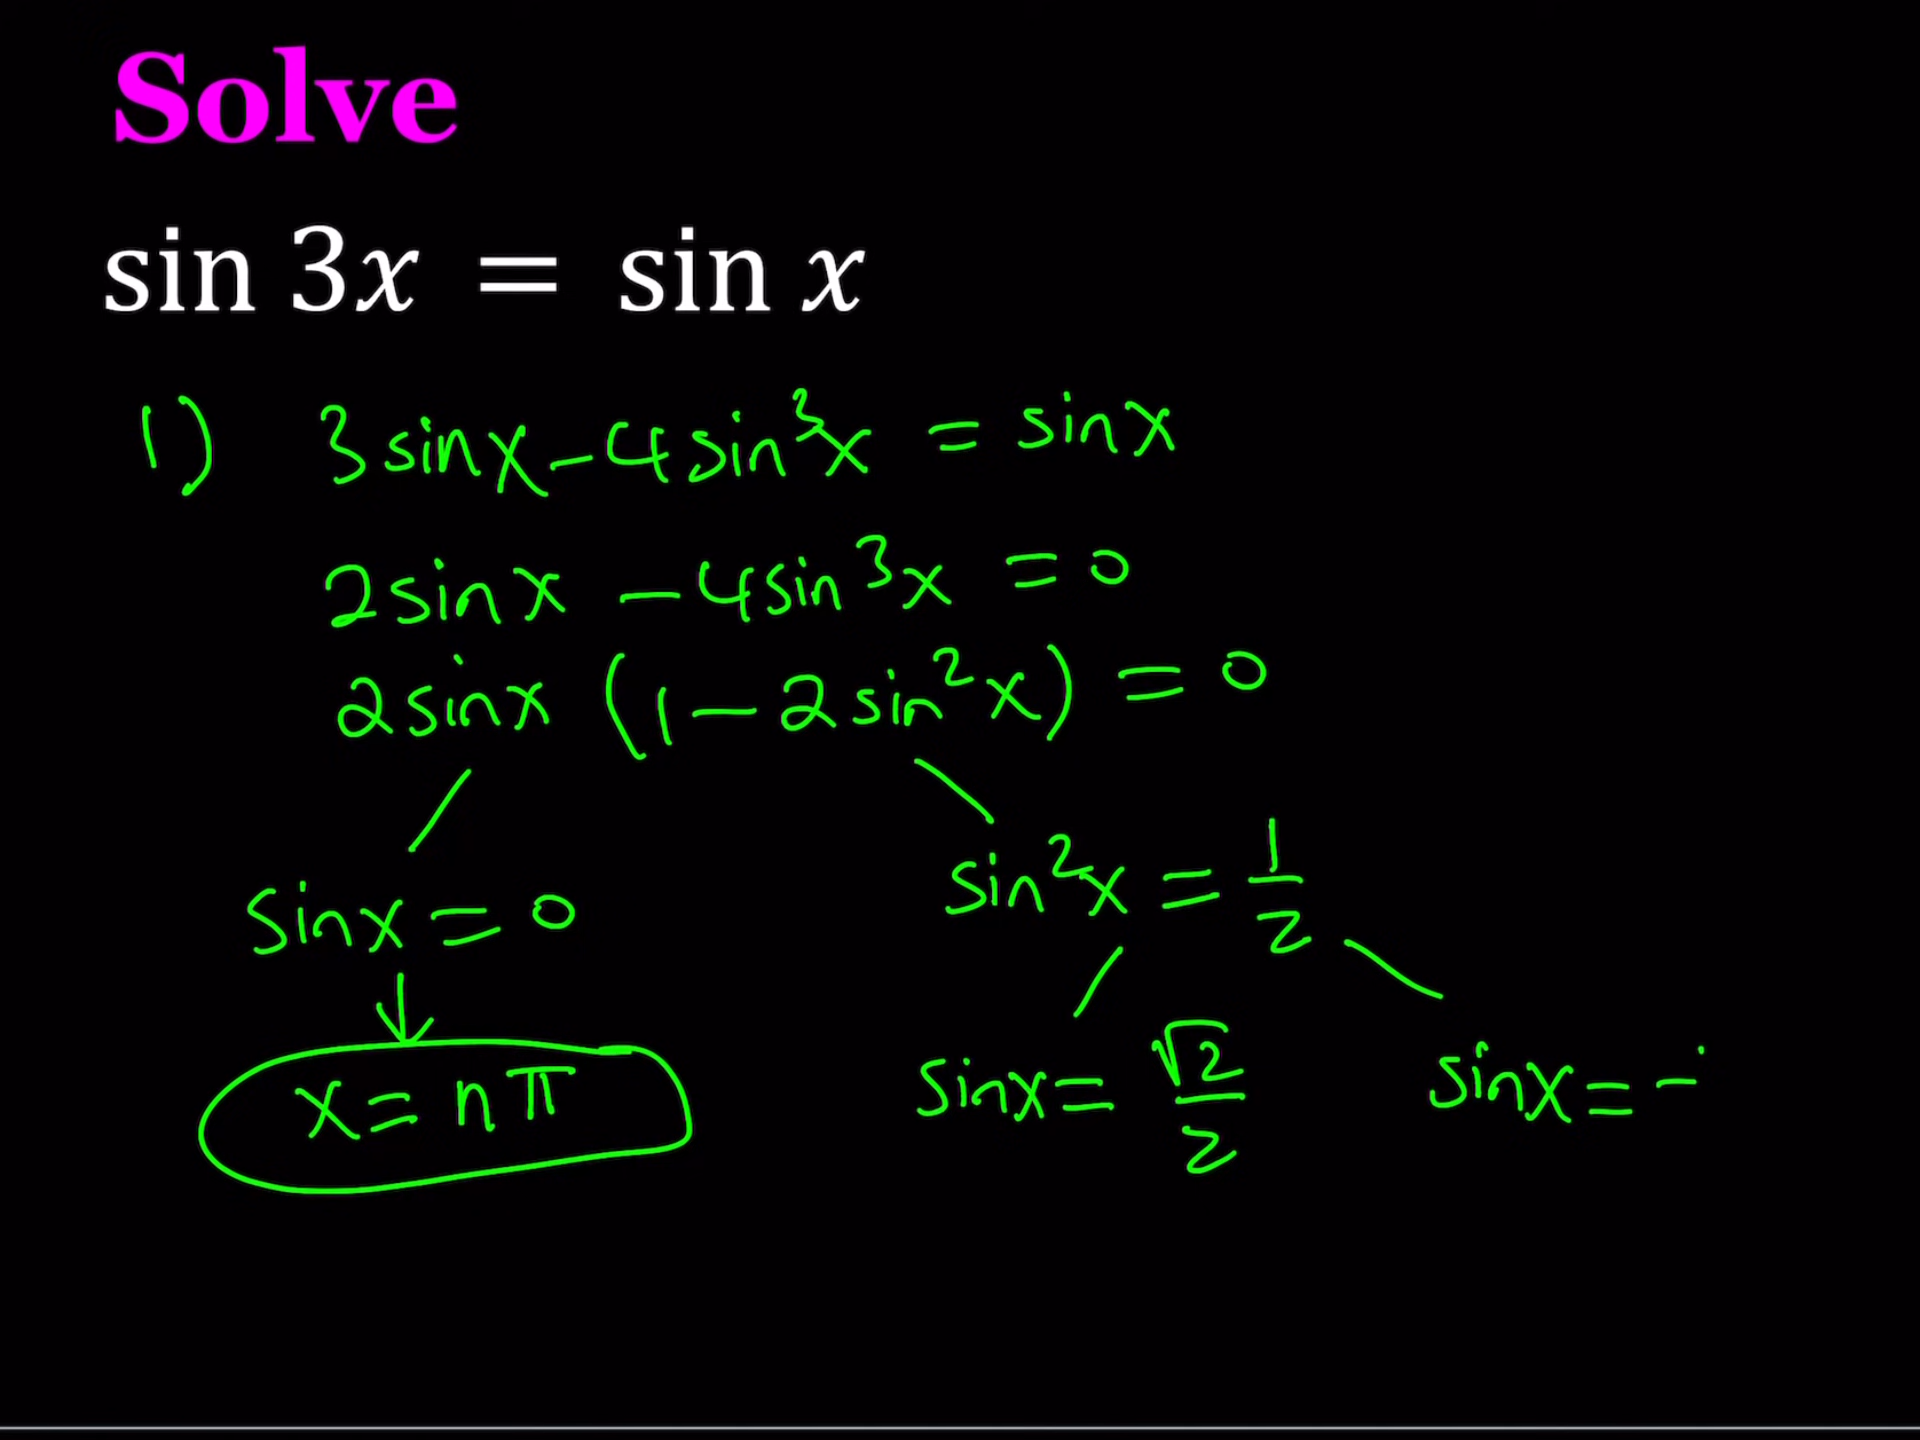 Solve
sin 3x = sin x
1) 3sinx-4sin³x = sinx
2sinx - 4sin³x = 0
2sinx (1-2sin²x) = 0
sinx = 0
sin²x = 1/2
x = nπ
sinx = √2/2
sinx = -